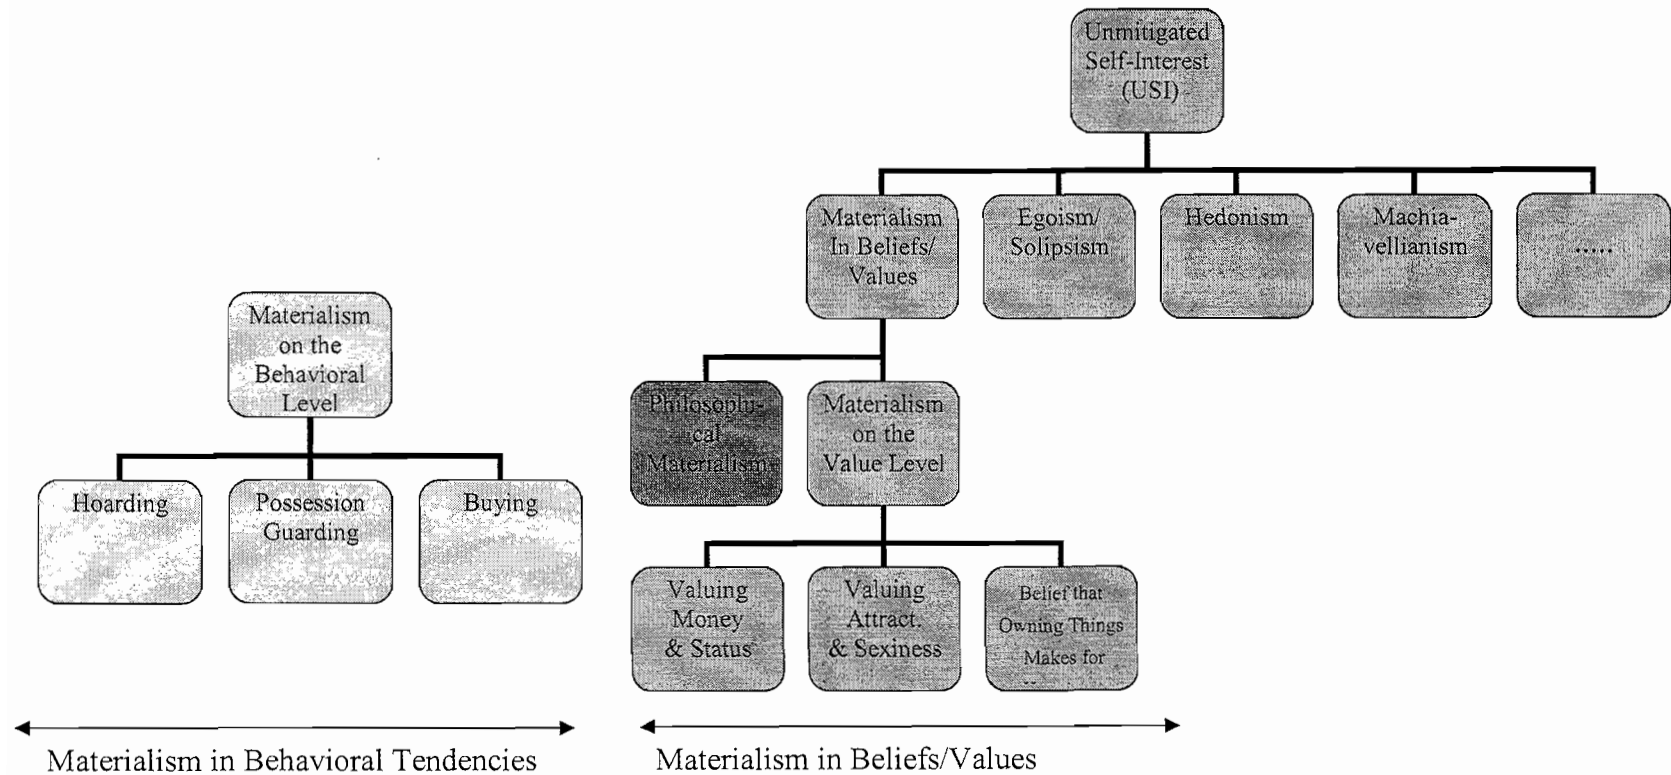 Unmitigated
Self-Interest
(USI)
Materialism
In Beliefs/
Values
Egoism/
Solipsism
Hedonism
Machia-
vellianism
.....
Materialism
on the
Behavioral
Level
Philosophi-
cal
Materialism
Materialism
on the
Value Level
Hoarding
Possession
Guarding
Buying
Valuing
Money
& Status
Valuing
Attract.
& Sexiness
Belief that
Owning Things
Makes for
Materialism in Behavioral Tendencies
Materialism in Beliefs/Values